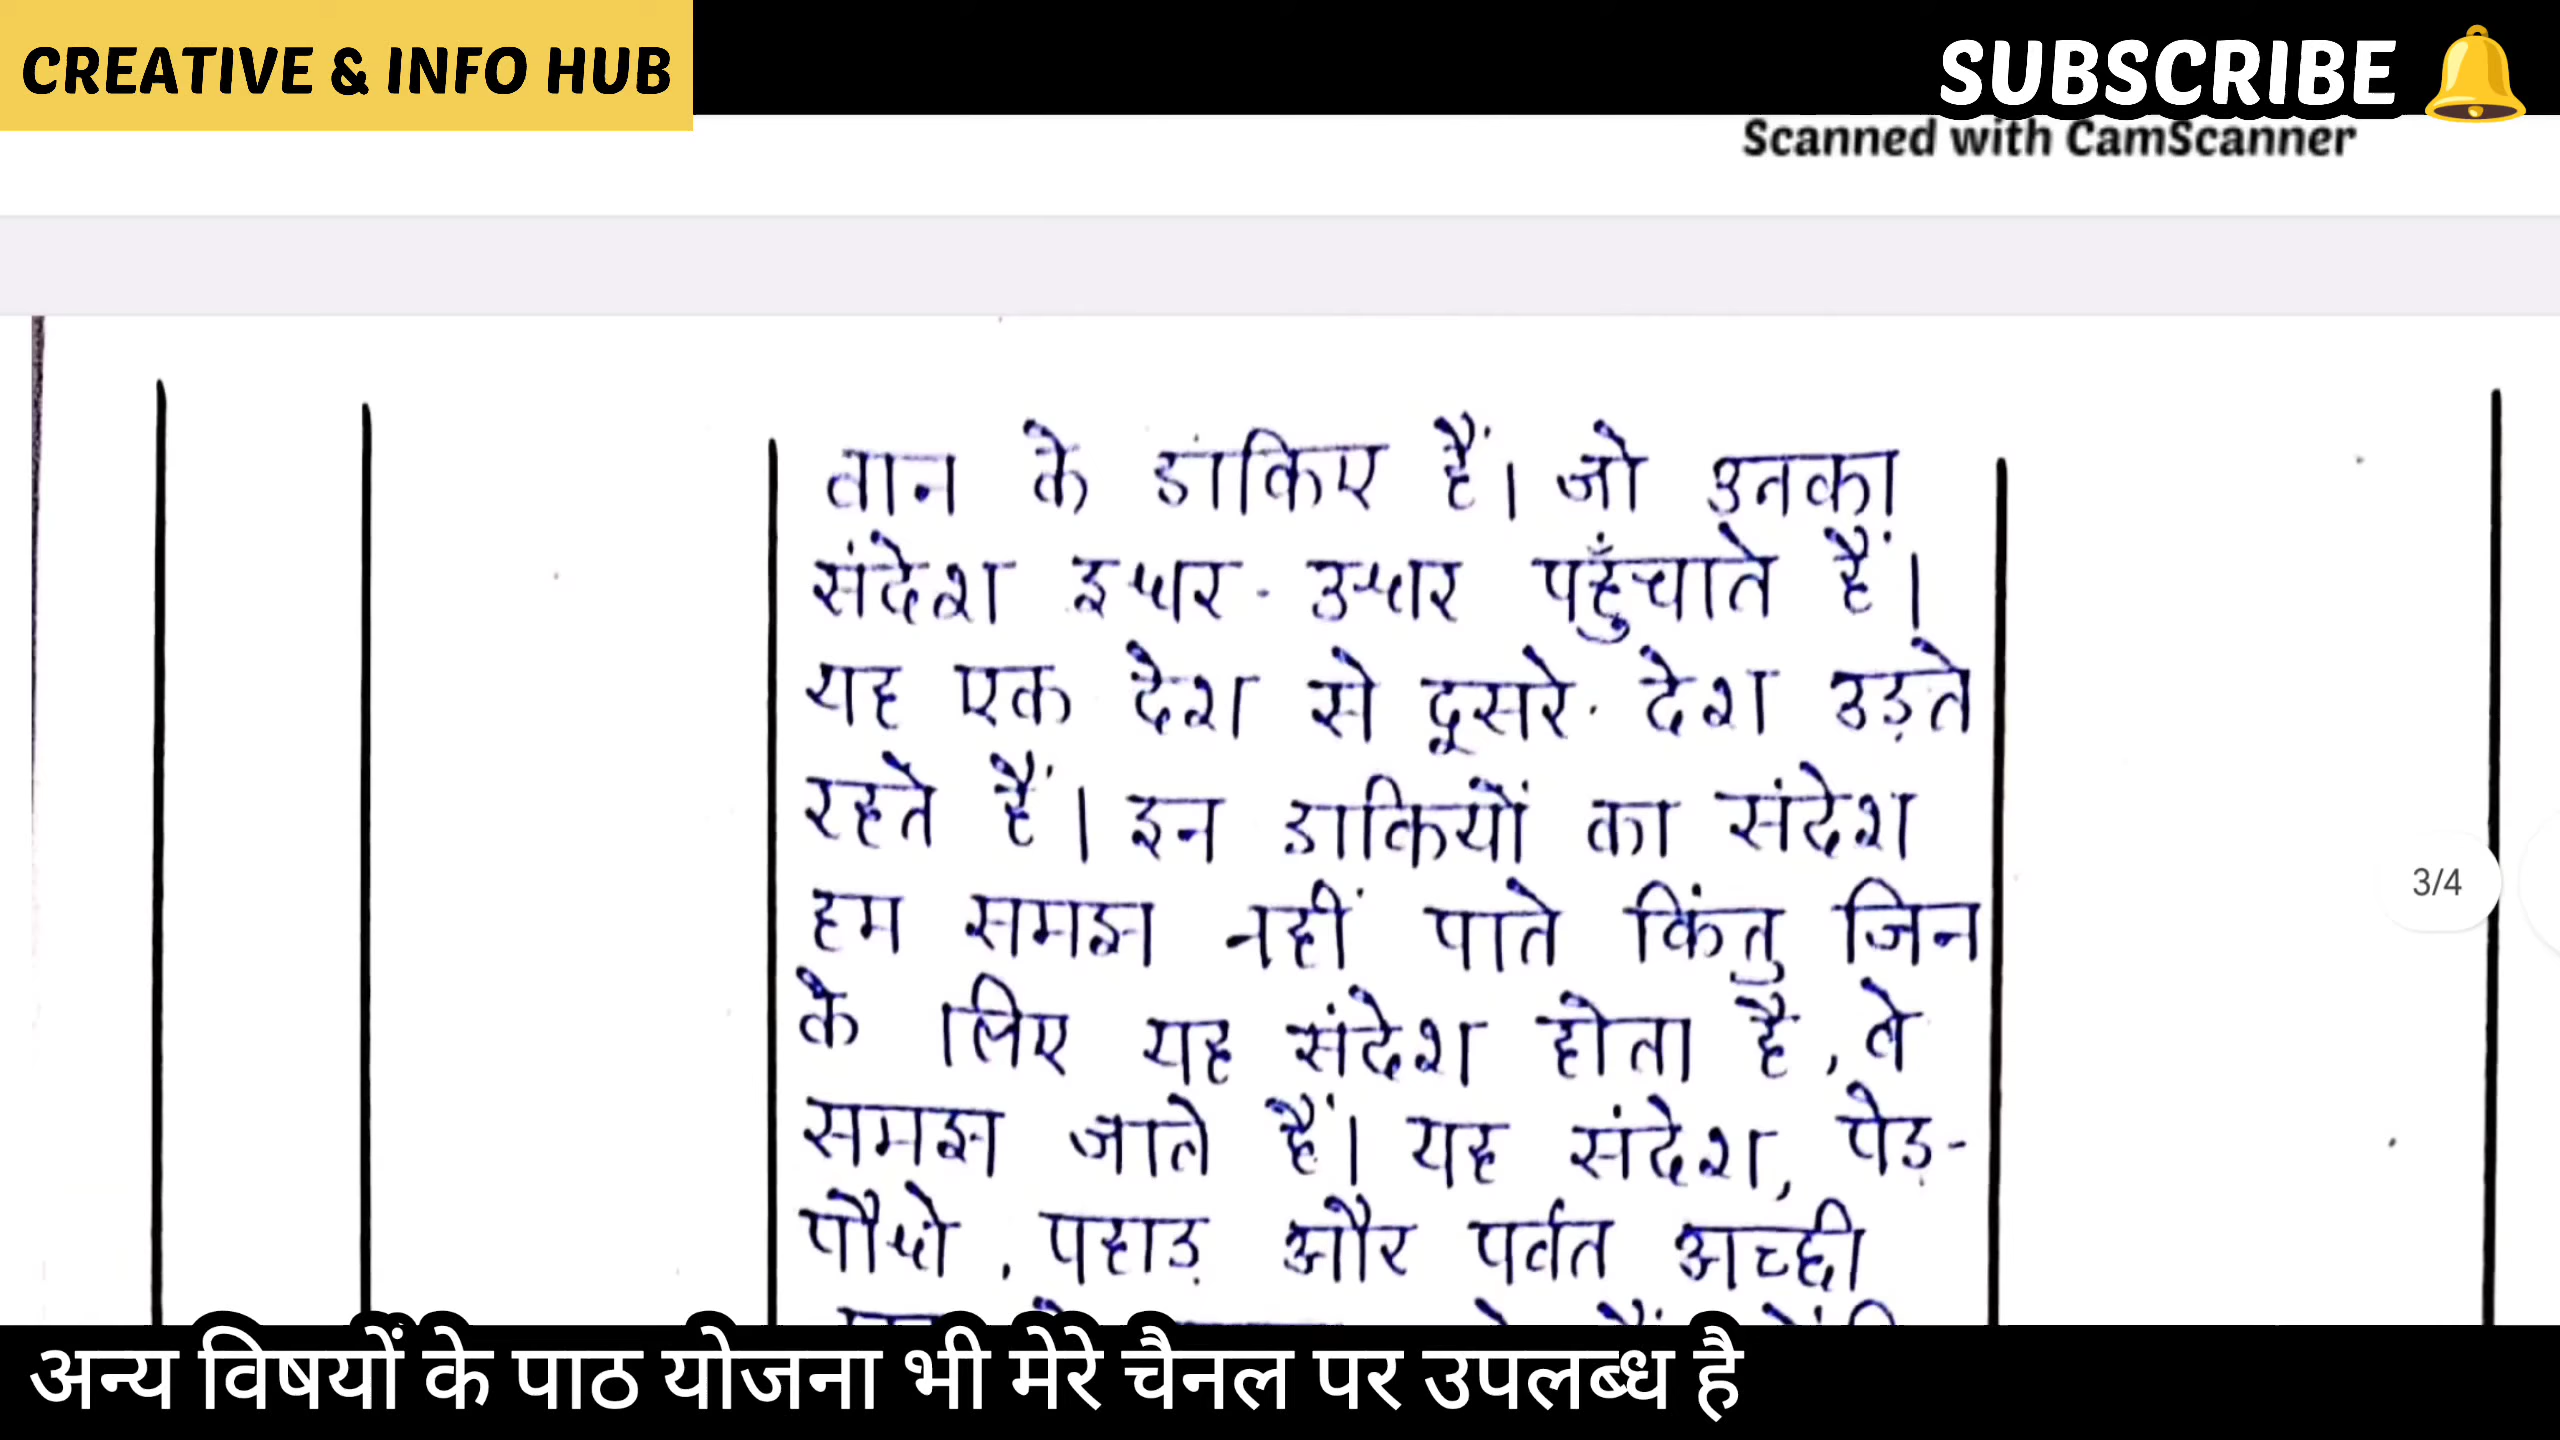 CREATIVE & INFO HUB
SUBSCRIBE
Scanned with CamScanner
वान के डाकिए हैं। जो उनका
संदेश इधर-उधर पहुँचाते हैं।
यह एक देश से दूसरे देश उड़ते
रहते हैं। इन डाकियों का संदेश
हम समझ नहीं पाते किंतु जिन
के लिए यह संदेश होता है, वे
समझ जाते हैं। यह संदेश, पेड़-
पौधे, पहाड़ और पर्वत अच्छी
3/4
अन्य विषयों के पाठ योजना भी मेरे चैनल पर उपलब्ध है